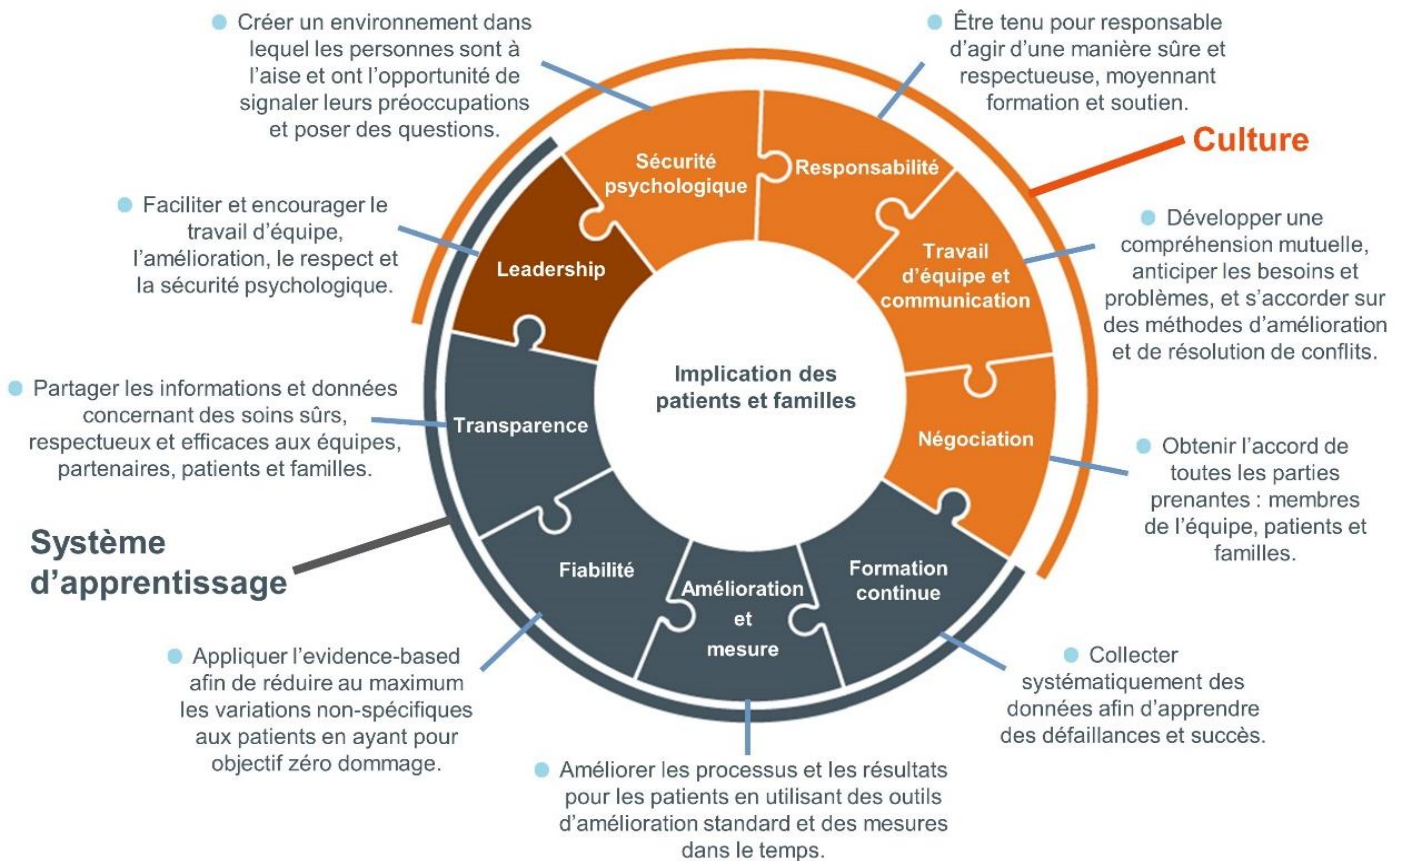 Créer un environnement dans
lequel les personnes sont à
l'aise et ont l'opportunité de
signaler leurs préoccupations
et poser des questions.
Être tenu pour responsable
d'agir d'une manière sûre et
respectueuse, moyennant
formation et soutien.
Culture
Sécurité
psychologique
Responsabilité
Faciliter et encourager le
travail d'équipe,
l'amélioration, le respect et
la sécurité psychologique.
Leadership
Travail
d'équipe et
communication
Développer une
compréhension mutuelle,
anticiper les besoins et
problèmes, et s'accorder sur
des méthodes d'amélioration
et de résolution de conflits.
Implication des
patients et familles
Partager les informations et données
concernant des soins sûrs,
respectueux et efficaces aux équipes,
partenaires, patients et familles.
Transparence
Négociation
Obtenir l'accord de
toutes les parties
prenantes : membres
de l'équipe, patients et
familles.
Système
d'apprentissage
Fiabilité
Amélioration
et
mesure
Formation
continue
Appliquer l'evidence-based
afin de réduire au maximum
les variations non-spécifiques
aux patients en ayant pour
objectif zéro dommage.
Collecter
systématiquement des
données afin d'apprendre
des défaillances et succès.
Améliorer les processus et les résultats
pour les patients en utilisant des outils
d'amélioration standard et des mesures
dans le temps.